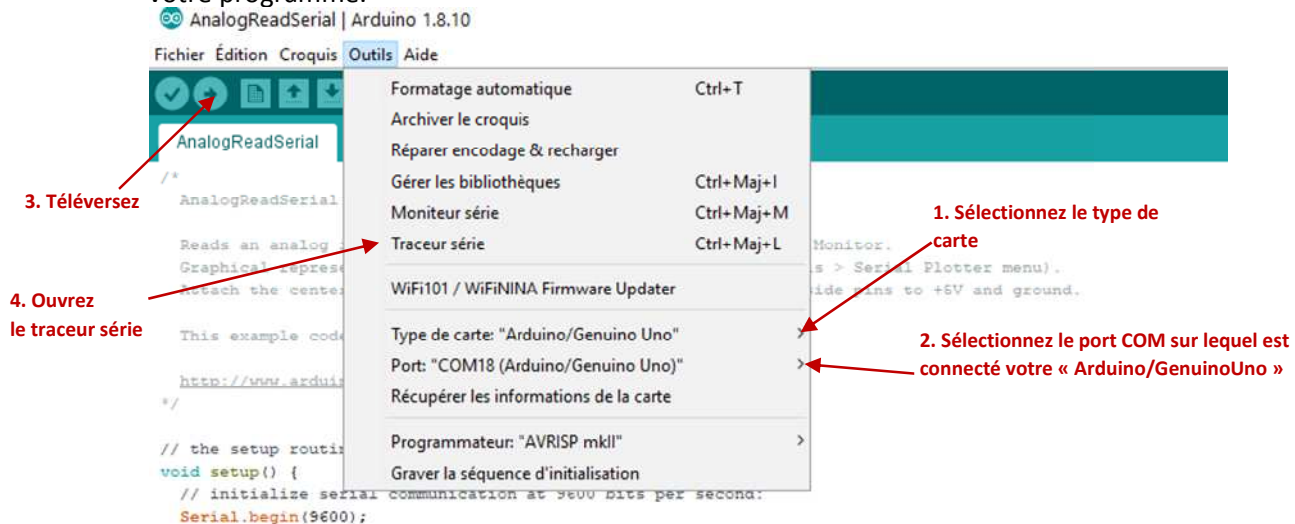 votre programme.
AnalogReadSerial | Arduino 1.8.10
Fichier Édition Croquis Outils Aide
Formatage automatique Ctrl+T
Archiver le croquis
AnalogReadSerial
Réparer encodage & recharger
/*
Gérer les bibliothèques Ctrl+Maj+I
3. Téléversez
AnalogReadSerial
Moniteur série Ctrl+Maj+M
1. Sélectionnez le type de
carte
Reads an analog
Traceur série Ctrl+Maj+L
Monitor.
Graphical represe
s > Serial Plotter menu).
4. Ouvrez
le traceur série
Attach the center
WiFi101 / WiFiNINA Firmware Updater
side pins to +5V and ground.
This example code
Type de carte: "Arduino/Genuino Uno"
2. Sélectionnez le port COM sur lequel est
connecté votre « Arduino/GenuinoUno »
Port: "COM18 (Arduino/Genuino Uno)"
http://www.arduin
Récupérer les informations de la carte
*/
Programmateur: "AVRISP mkII"
// the setup routin
void setup() {
Graver la séquence d'initialisation
// initialize serial communication at 9600 bits per second:
Serial.begin(9600);